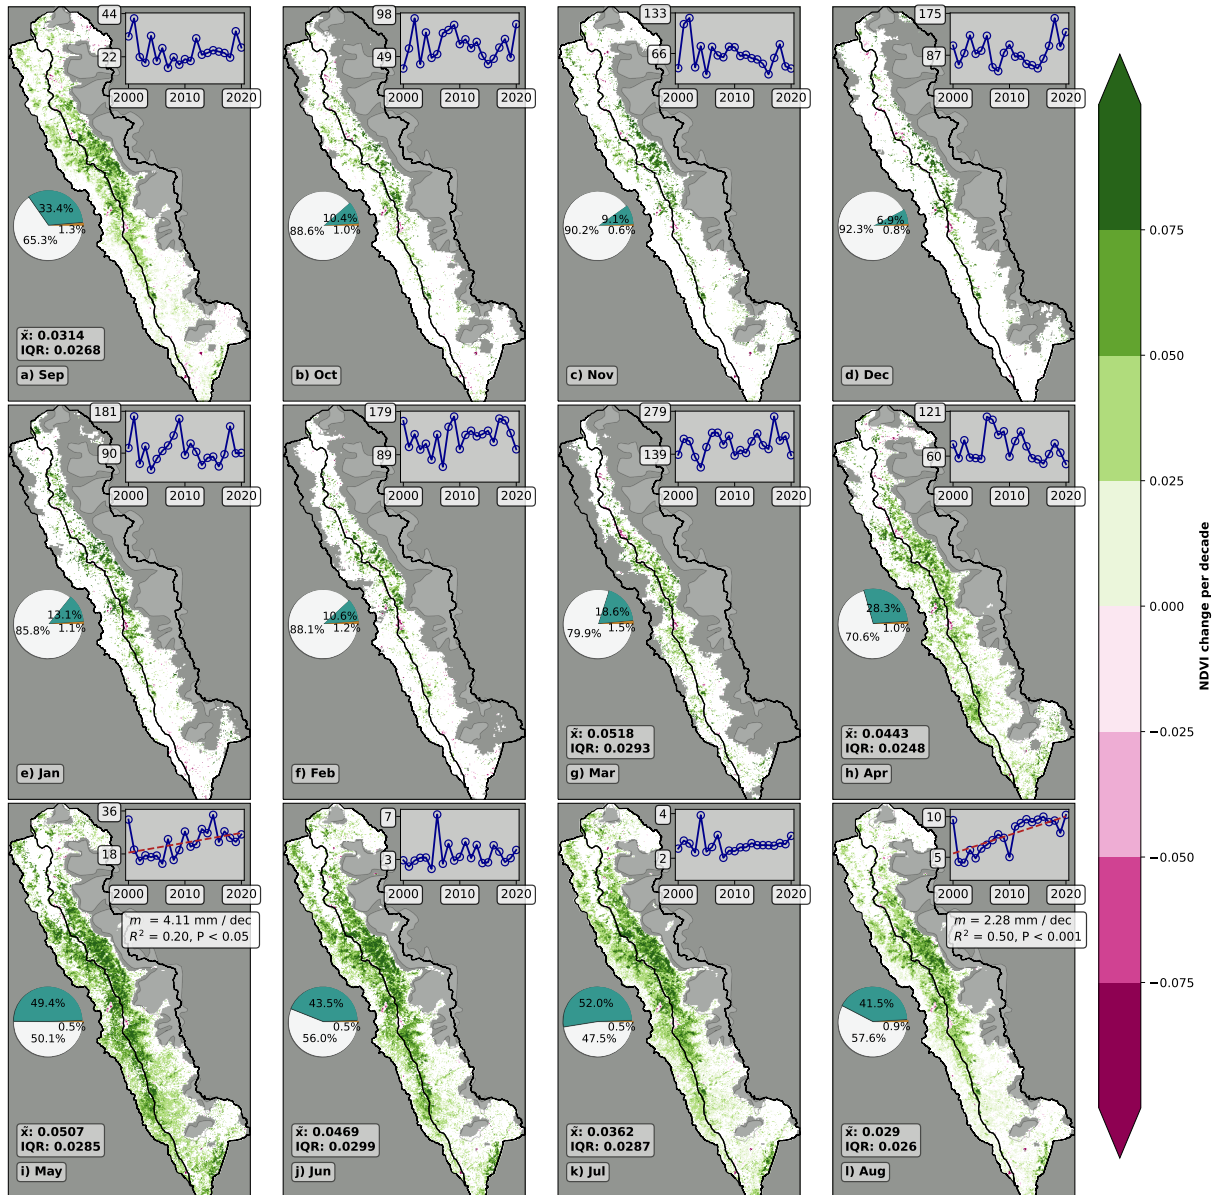 44
22
2000 2010 2020
33.4%
1.3%
65.3%
x̃: 0.0314
IQR: 0.0268
a) Sep
98
49
2000 2010 2020
10.4%
88.6% 1.0%
b) Oct
133
66
2000 2010 2020
9.1%
90.2% 0.6%
c) Nov
175
87
2000 2010 2020
6.9%
92.3% 0.8%
d) Dec
181
90
2000 2010 2020
13.1%
85.8% 1.1%
e) Jan
179
89
2000 2010 2020
10.6%
88.1% 1.2%
f) Feb
279
139
2000 2010 2020
18.6%
79.9% 1.5%
x̃: 0.0518
IQR: 0.0293
g) Mar
121
60
2000 2010 2020
28.3%
1.0%
70.6%
x̃: 0.0443
IQR: 0.0248
h) Apr
36
18
2000 2010 2020
m = 4.11 mm / dec
R² = 0.20, P < 0.05
49.4%
0.5%
50.1%
x̃: 0.0507
IQR: 0.0285
i) May
7
3
2000 2010 2020
43.5%
0.5%
56.0%
x̃: 0.0469
IQR: 0.0299
j) Jun
4
2
2000 2010 2020
52.0%
0.5%
47.5%
x̃: 0.0362
IQR: 0.0287
k) Jul
10
5
2000 2010 2020
m = 2.28 mm / dec
R² = 0.50, P < 0.001
41.5%
0.9%
57.6%
x̃: 0.029
IQR: 0.026
l) Aug
0.075
0.050
0.025
0.000
−0.025
−0.050
−0.075
NDVI change per decade